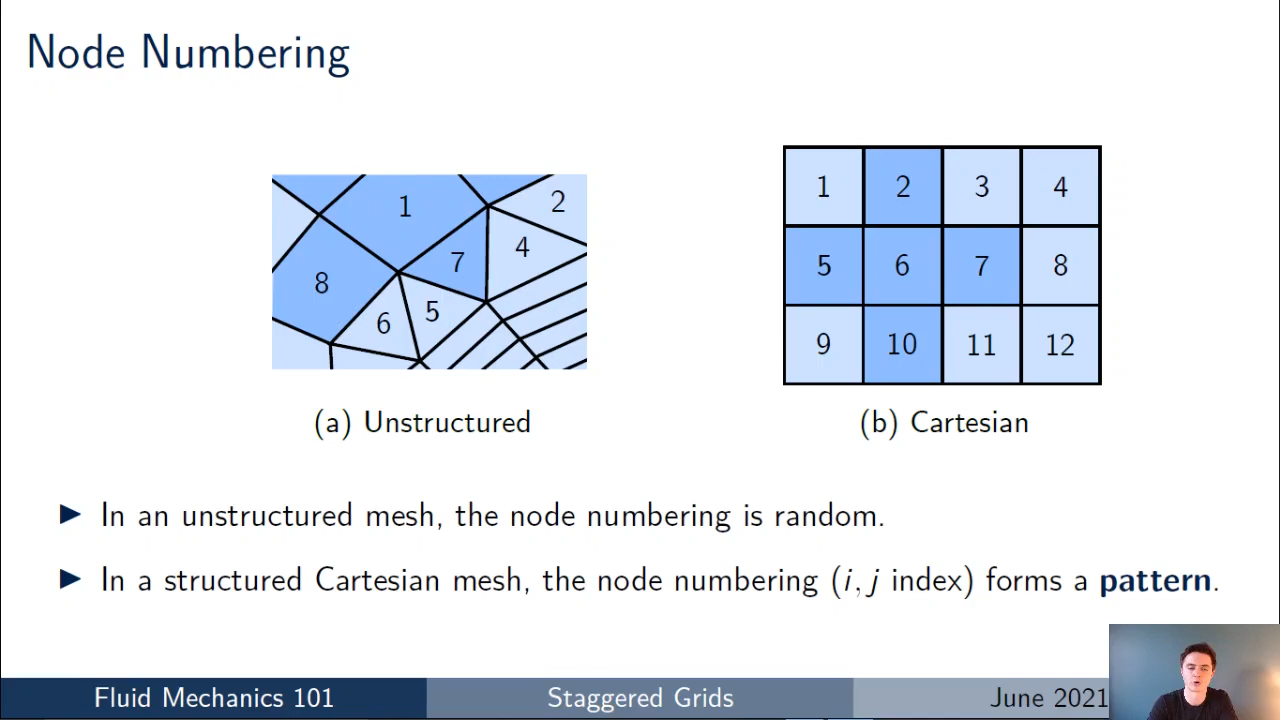 Node Numbering
1
2
4
7
8
5
6
1 2 3 4
5 6 7 8
9 10 11 12
(a) Unstructured
(b) Cartesian
▶ In an unstructured mesh, the node numbering is random.
▶ In a structured Cartesian mesh, the node numbering (i, j index) forms a pattern.
Fluid Mechanics 101
Staggered Grids
June 2021